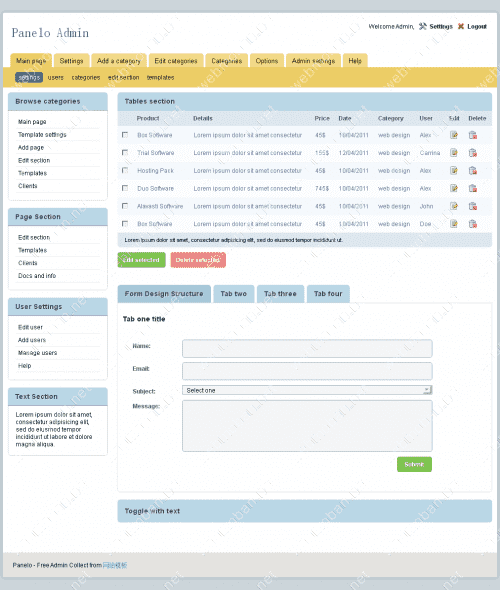 Panelo Admin
Welcome Admin, Settings Logout
Main page Settings Add a category Edit categories Categories Options Admin settings Help
settings users categories edit section templates
Browse categories
Main page
Template settings
Add page
Edit section
Templates
Clients
Page Section
Edit section
Templates
Clients
Docs and info
User Settings
Edit user
Add users
Manage users
Help
Text Section
Lorem ipsum dolor sit amet,
consectetur adipisicing elit,
sed do eiusmod tempor
incididunt ut labore et dolore
magna aliqua.
Tables section
Product Details Price Date Category User Edit Delete
Box Software Lorem ipsum dolor sit amet consectetur 45$ 10/04/2011 web design Alex
Trial Software Lorem ipsum dolor sit amet consectetur 155$ 12/04/2011 web design Carrina
Hosting Pack Lorem ipsum dolor sit amet consectetur 45$ 10/04/2011 web design Alex
Duo Software Lorem ipsum dolor sit amet consectetur 745$ 10/04/2011 web design Alex
Alavasti Software Lorem ipsum dolor sit amet consectetur 45$ 10/04/2011 web design John
Box Software Lorem ipsum dolor sit amet consectetur 45$ 10/04/2011 web design Doe
Lorem ipsum dolor sit amet, consectetur adipisicing elit, sed do eiusmod tempor incididunt ut.
Edit selected Delete selected
Form Design Structure Tab two Tab three Tab four
Tab one title
Name:
Email:
Subject: Select one
Message:
Submit
Toggle with text
Panelo - Free Admin Collect from 网站模板